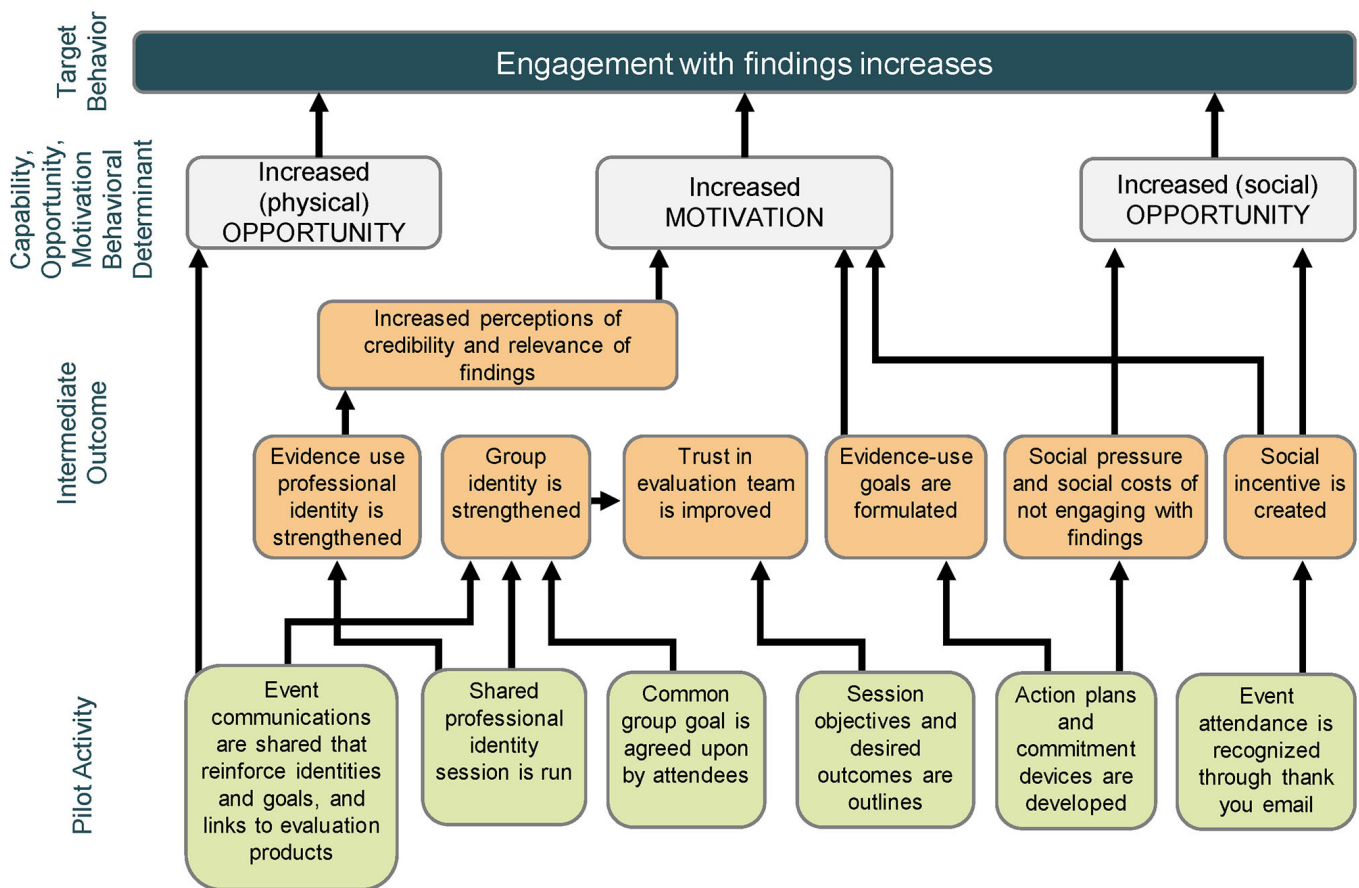 Target
Behavior
Engagement with findings increases
Capability,
Opportunity,
Motivation
Behavioral
Determinant
Increased
(physical)
OPPORTUNITY
Increased
MOTIVATION
Increased (social)
OPPORTUNITY
Intermediate
Outcome
Increased perceptions of
credibility and relevance of
findings
Evidence use
professional
identity is
strengthened
Group
identity is
strengthened
Trust in
evaluation team
is improved
Evidence-use
goals are
formulated
Social pressure
and social costs of
not engaging with
findings
Social
incentive is
created
Pilot Activity
Event
communications
are shared that
reinforce identities
and goals, and
links to evaluation
products
Shared
professional
identity
session is run
Common
group goal is
agreed upon
by attendees
Session
objectives and
desired
outcomes are
outlines
Action plans
and
commitment
devices are
developed
Event
attendance is
recognized
through thank
you email